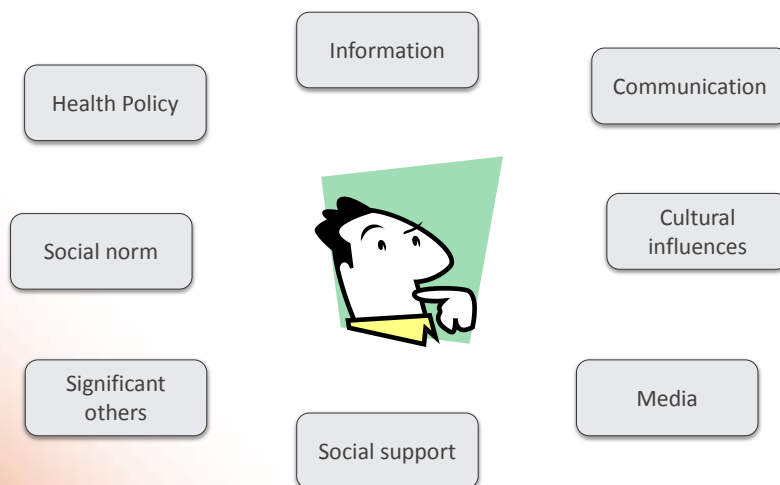 Information
Communication
Health Policy
Cultural
influences
Social norm
Significant
others
Media
Social support